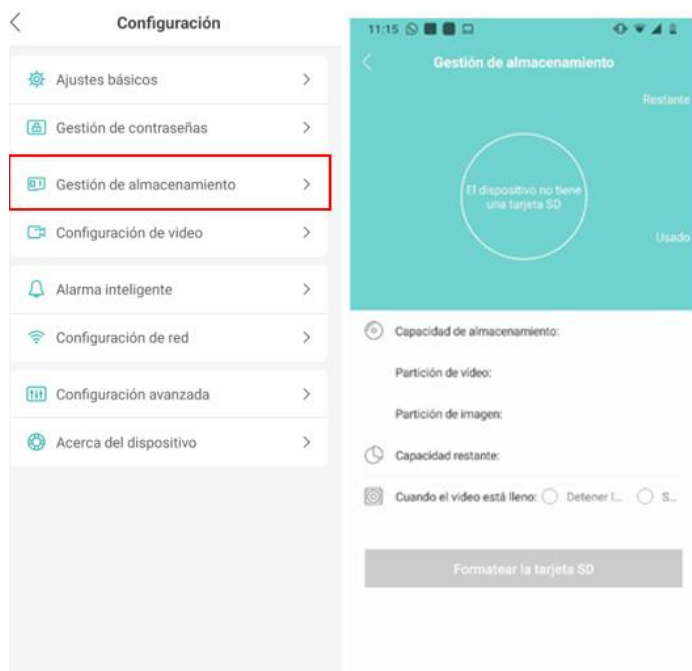 Configuración
Ajustes básicos
Gestión de contraseñas
Gestión de almacenamiento
Configuración de video
Alarma inteligente
Configuración de red
Configuración avanzada
Acerca del dispositivo
11:15
Gestión de almacenamiento
Restante
El dispositivo no tiene
una tarjeta SD
Usado
Capacidad de almacenamiento:
Partición de vídeo:
Partición de imagen:
Capacidad restante:
Cuando el video está lleno: Detener l... S...
Formatear la tarjeta SD